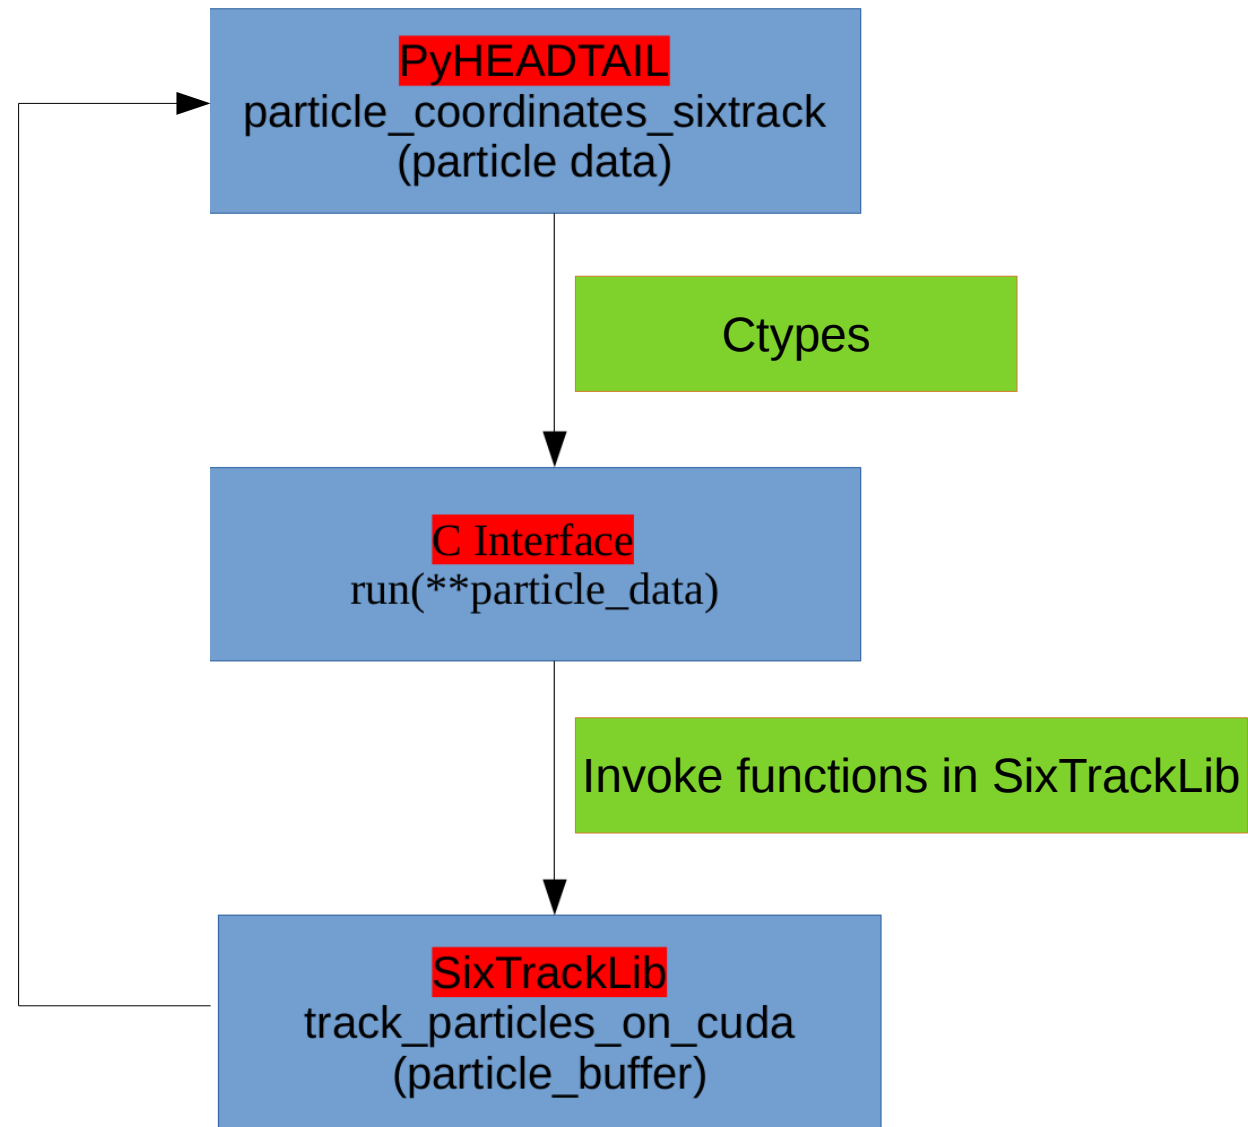 PyHEADTAIL
particle_coordinates_sixtrack
(particle data)
Ctypes
C Interface
run(**particle_data)
Invoke functions in SixTrackLib
SixTrackLib
track_particles_on_cuda
(particle_buffer)